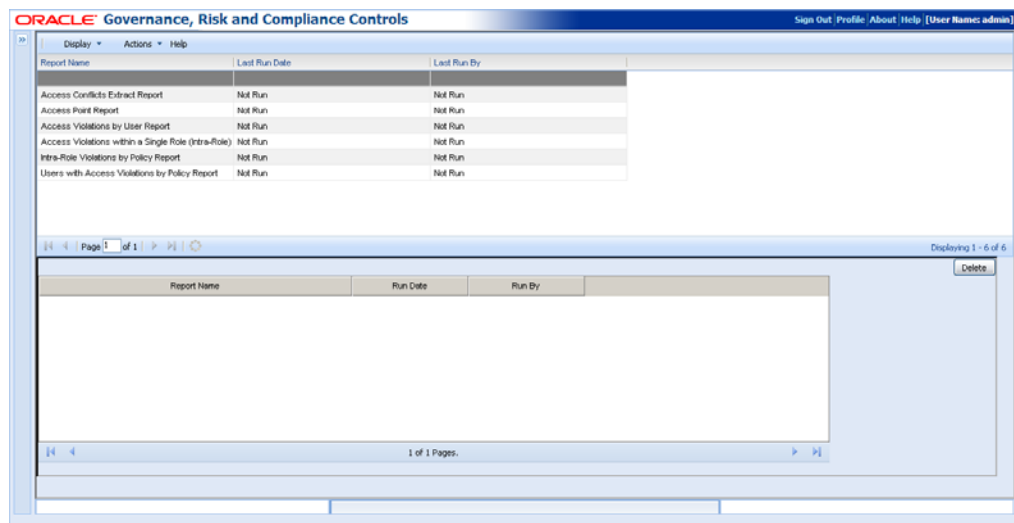 ORACLE Governance, Risk and Compliance Controls
Sign Out Profile About Help [User Name: admin]
»
Display Actions Help
Report Name Last Run Date Last Run By
Access Conflicts Extract Report Not Run Not Run
Access Point Report Not Run Not Run
Access Violations by User Report Not Run Not Run
Access Violations within a Single Role (Intra-Role) Not Run Not Run
Intra-Role Violations by Policy Report Not Run Not Run
Users with Access Violations by Policy Report Not Run Not Run
Page 1 of 1
Displaying 1 - 6 of 6
Delete
Report Name Run Date Run By
1 of 1 Pages.